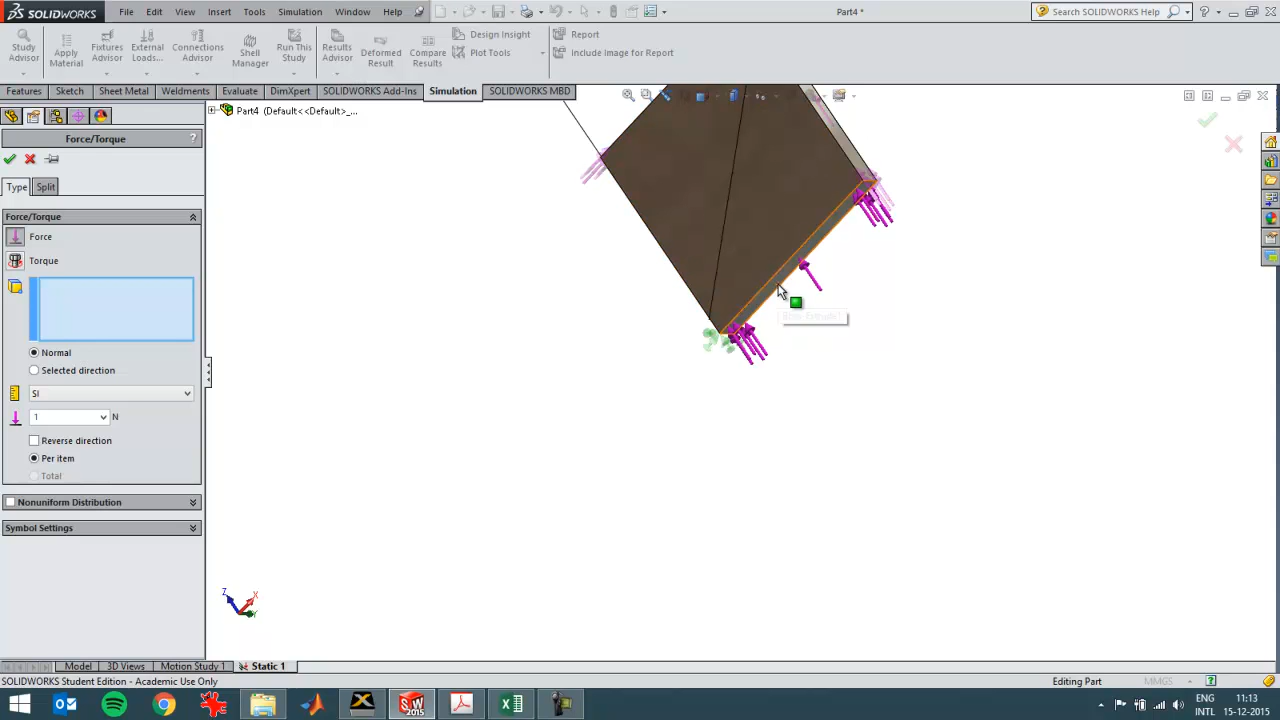 SOLIDWORKS File Edit View Insert Tools Simulation Window Help Part4 * Search SOLIDWORKS Help
Study Advisor
Apply Material
Fixtures Advisor
External Loads...
Connections Advisor
Shell Manager
Run This Study
Results Advisor
Deformed Result
Compare Results
Design Insight
Plot Tools
Report
Include Image for Report
Features Sketch Sheet Metal Weldments Evaluate DimXpert SOLIDWORKS Add-Ins Simulation SOLIDWORKS MBD
Part4 (Default<<Default>_...
Force/Torque ?
Type Split
Force/Torque
Force
Torque
Normal
Selected direction
SI
1 N
Reverse direction
Per item
Total
Nonuniform Distribution
Symbol Settings
Z X Y
Model 3D Views Motion Study 1 Static 1
SOLIDWORKS Student Edition - Academic Use Only Editing Part MMGS
SW 2015
ENG 11:13
INTL 15-12-2015